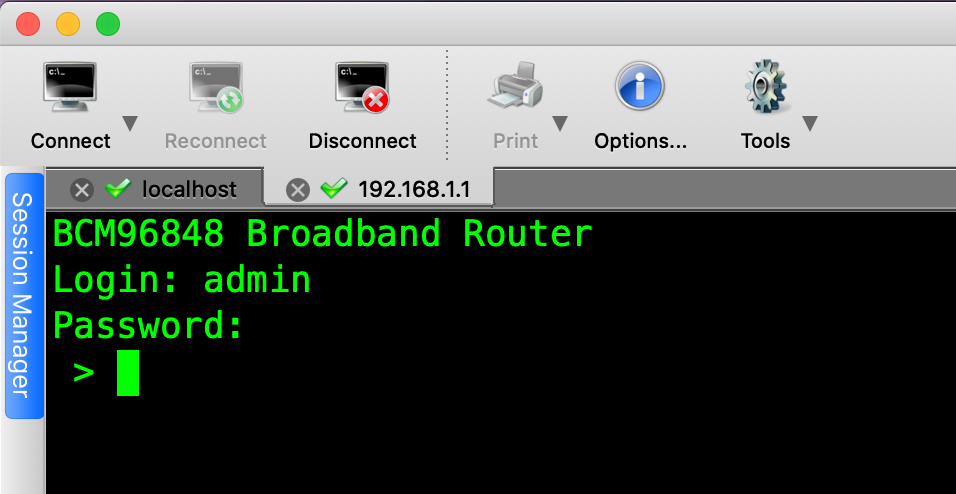 C:\_
C:\_
C:\_
Connect
Reconnect
Disconnect
Print
Options...
Tools
Session Manager
localhost
192.168.1.1
BCM96848 Broadband Router
Login: admin
Password:
>